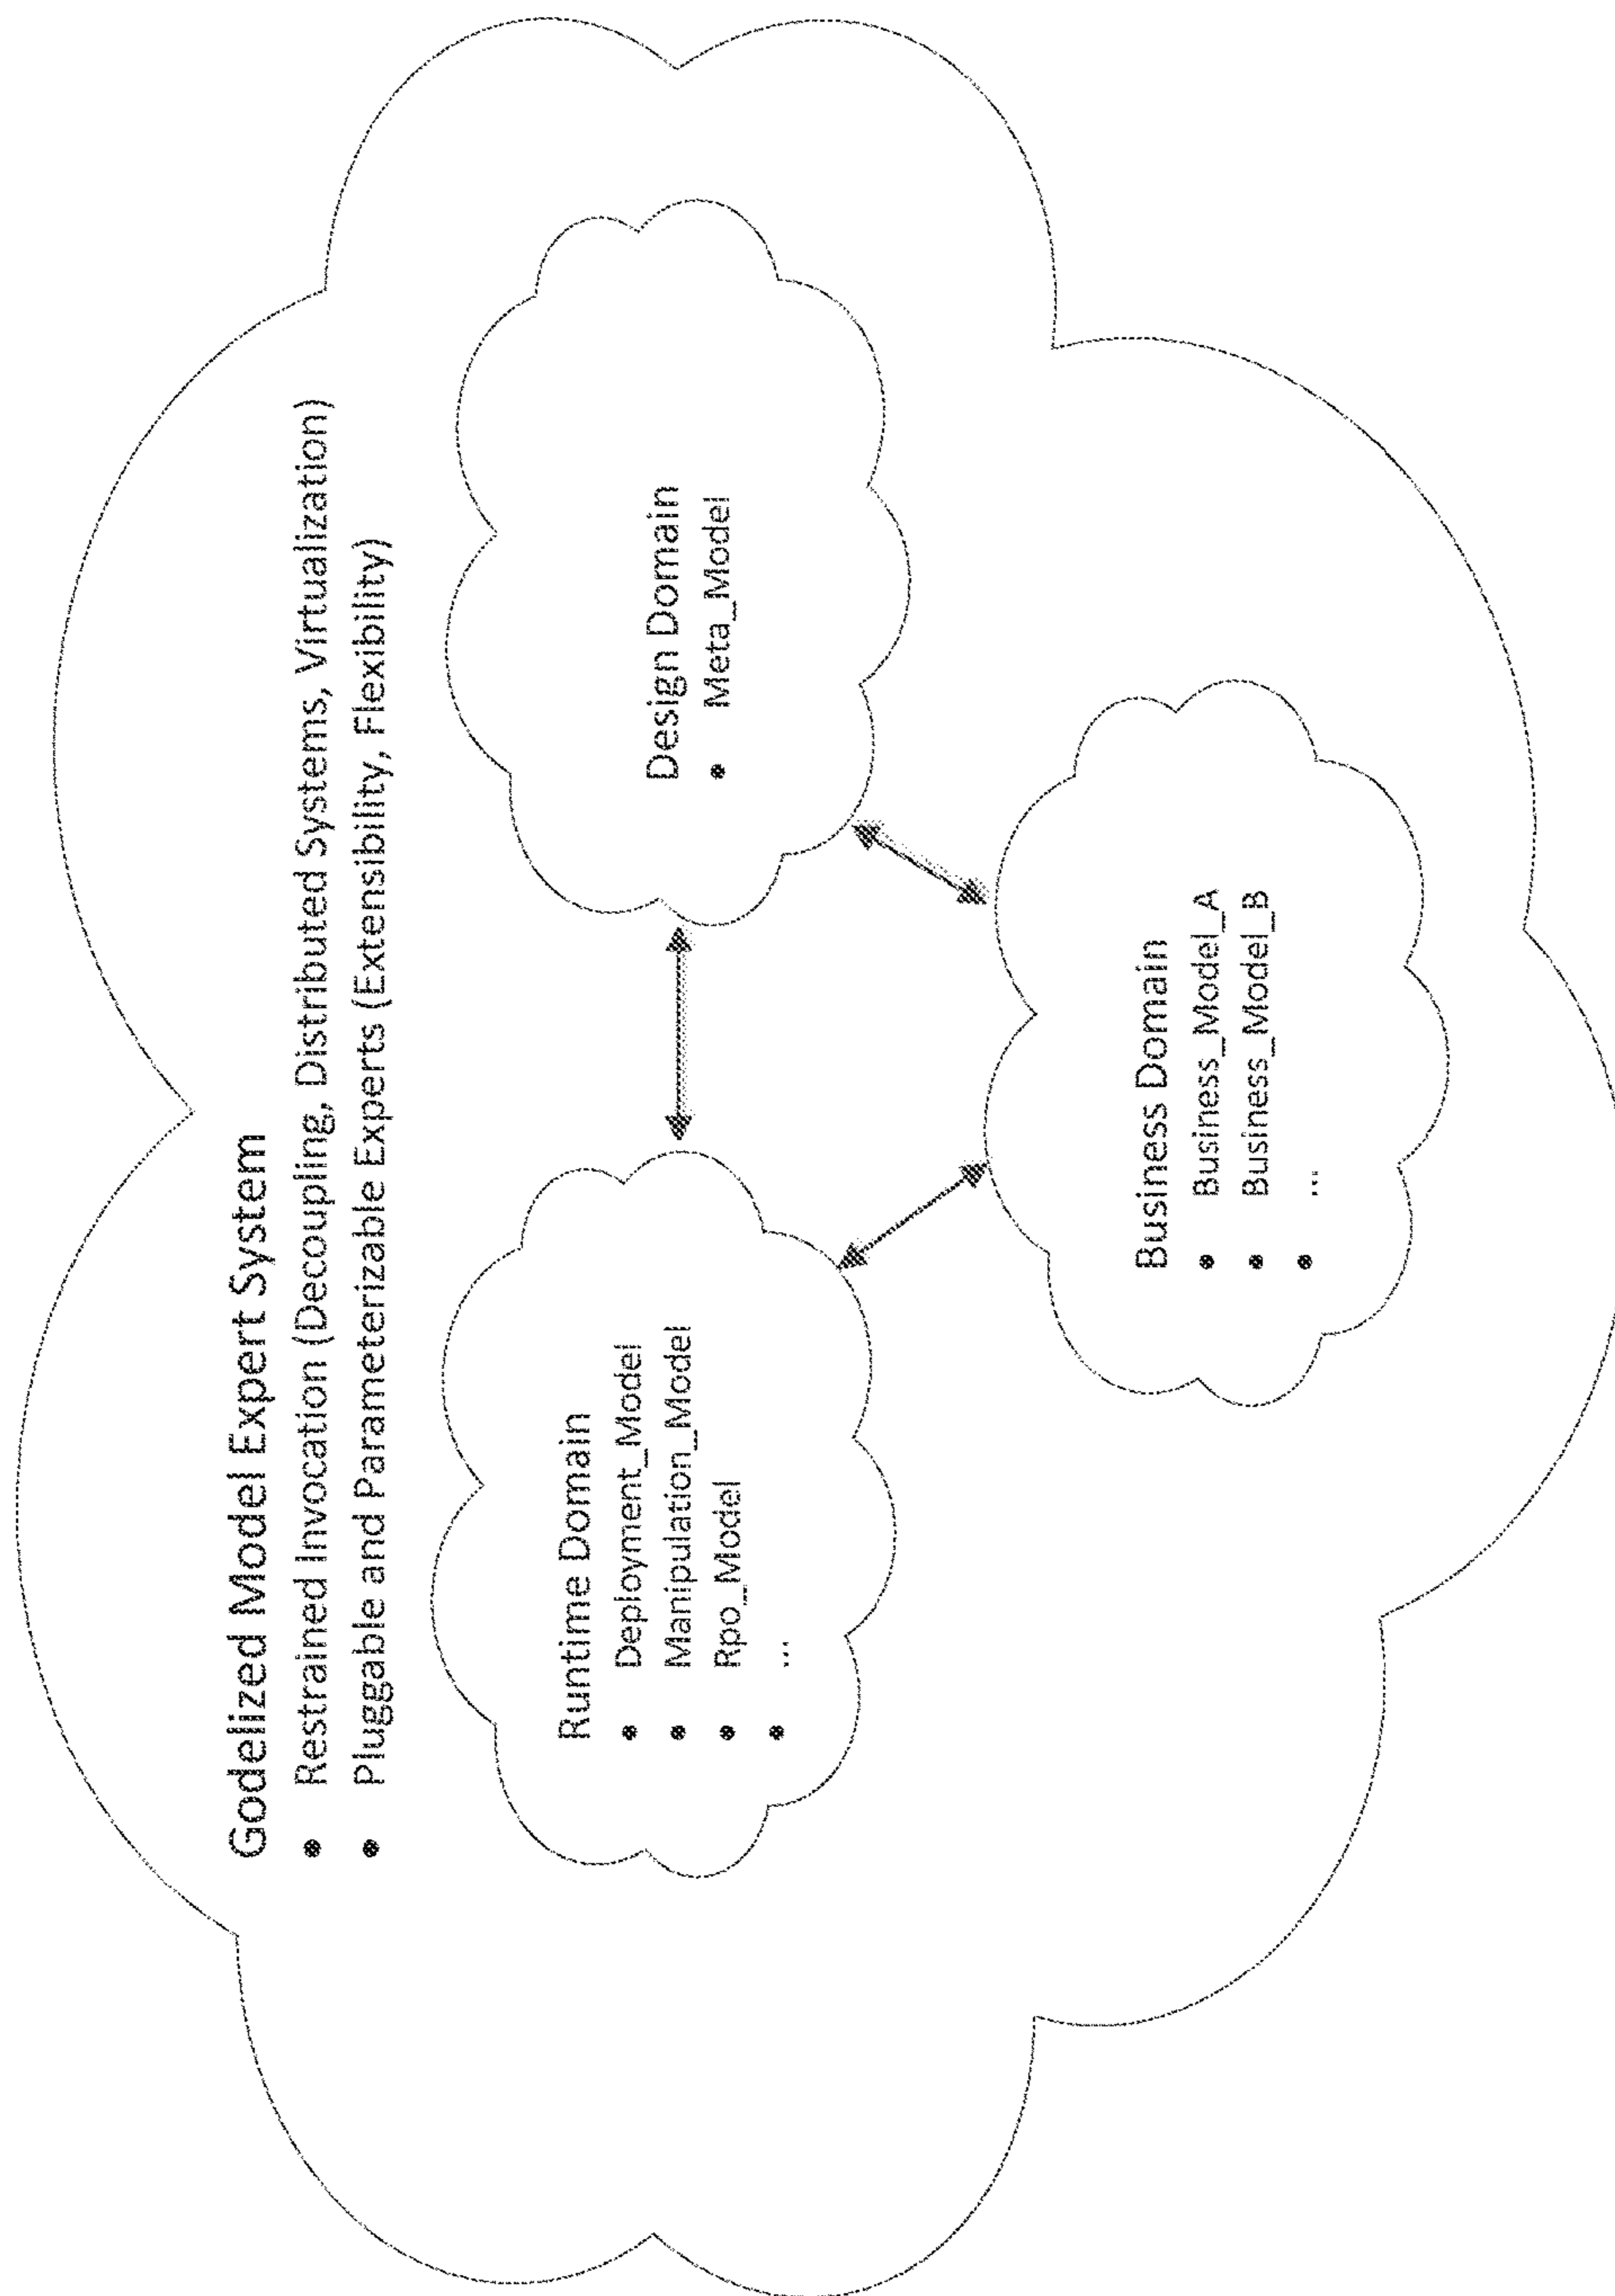 Godelized Model Expert System
• Restrained Invocation (Decoupling, Distributed Systems, Virtualization)
• Pluggable and Parameterizable Experts (Extensibility, Flexibility)
Runtime Domain
• Deployment_Model
• Manipulation_Model
• Rpo_Model
• ...
Design Domain
• Meta_Model
Business Domain
• Business_Model_A
• Business_Model_B
• ...